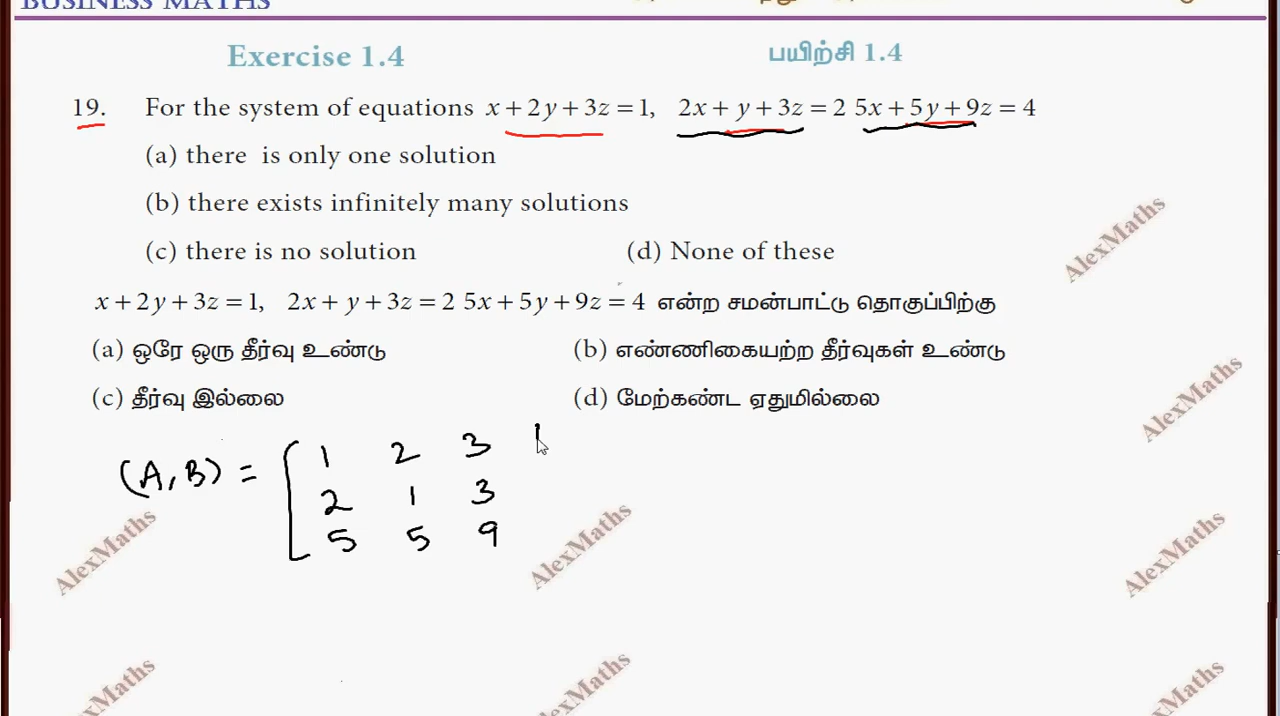 BUSINESS MATHS
Exercise 1.4
பயிற்சி 1.4
19. For the system of equations x + 2y + 3z = 1, 2x + y + 3z = 2 5x + 5y + 9z = 4
(a) there is only one solution
(b) there exists infinitely many solutions
(c) there is no solution (d) None of these
x + 2y + 3z = 1, 2x + y + 3z = 2 5x + 5y + 9z = 4 என்ற சமன்பாட்டு தொகுப்பிற்கு
(a) ஒரே ஒரு தீர்வு உண்டு (b) எண்ணிகையற்ற தீர்வுகள் உண்டு
(c) தீர்வு இல்லை (d) மேற்கண்ட ஏதுமில்லை
(A, B) = [ 1 2 3 1
2 1 3
5 5 9
AlexMaths
AlexMaths
AlexMaths
AlexMaths
AlexMaths
AlexMaths
AlexMaths
AlexMaths